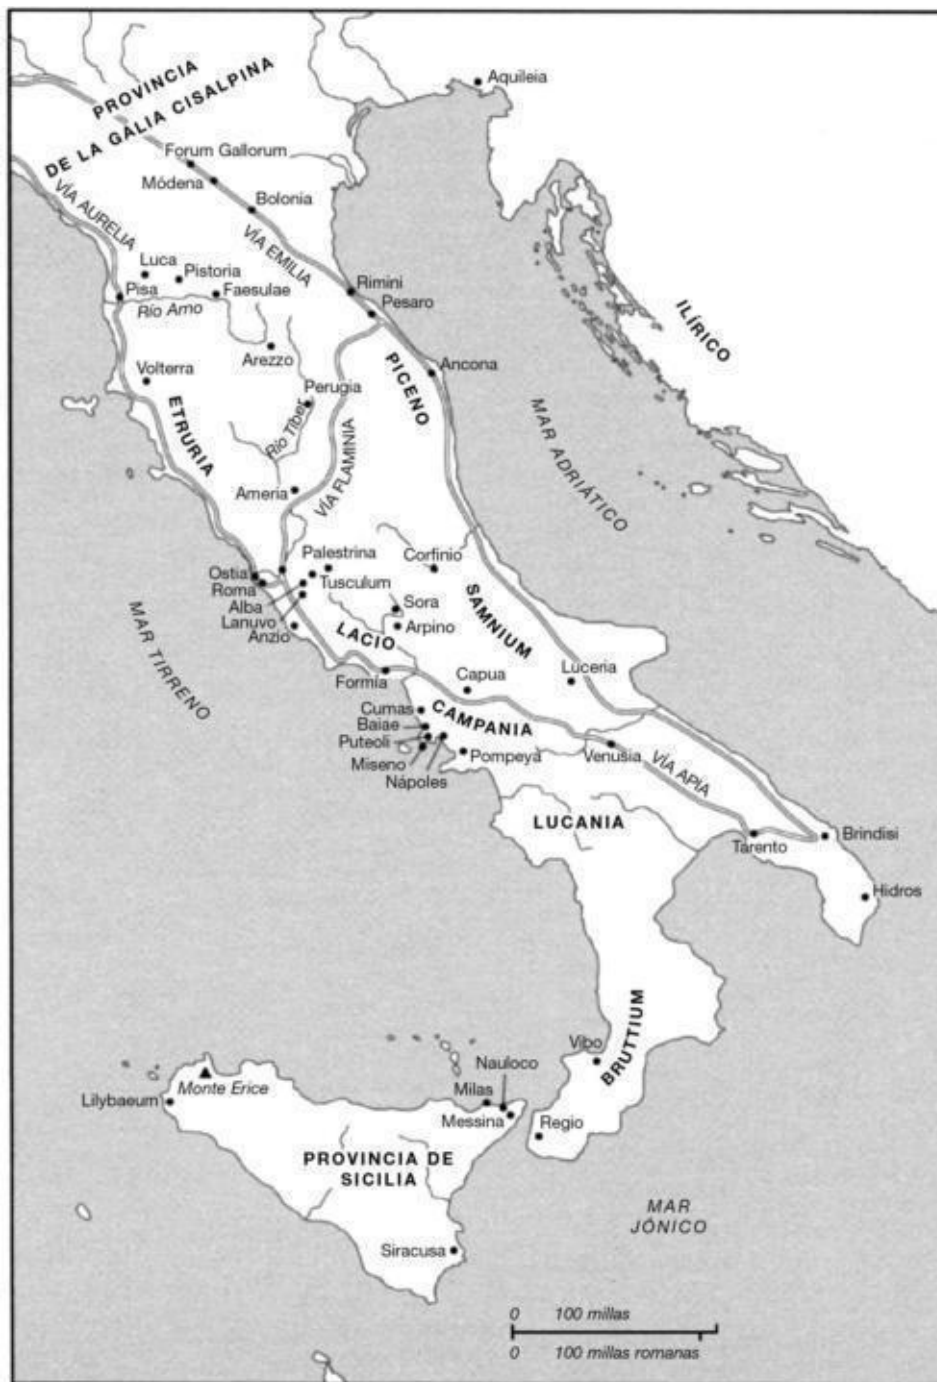 Aquileia
PROVINCIA
DE LA GALIA CISALPINA
Forum Gallorum
Módena
Bolonia
VÍA AURELIA
VÍA EMILIA
Luca
Pistoria
Rimini
Pisa
Faesulae
Pesaro
Río Arno
ILÍRICO
Arezzo
PICENO
Ancona
Volterra
Perugia
ETRURIA
Río Tíber
MAR ADRIÁTICO
VÍA FLAMINIA
Ameria
Palestrina
Corfinio
Ostia
Tusculum
Roma
Alba
Sora
SAMNIUM
Lanuvo
Arpino
Anzio
LACIO
MAR TIRRENO
Formia
Capua
Luceria
Cumas
CAMPANIA
Baiae
Puteoli
Pompeya
Venusia
VÍA APIA
Miseno
Nápoles
LUCANIA
Tarento
Brindisi
Hidros
Vibo
BRUTTIUM
Nauloco
Monte Erice
Milas
Lilybaeum
Messina
Regio
PROVINCIA DE
SICILIA
MAR
JÓNICO
Siracusa
0 100 millas
0 100 millas romanas